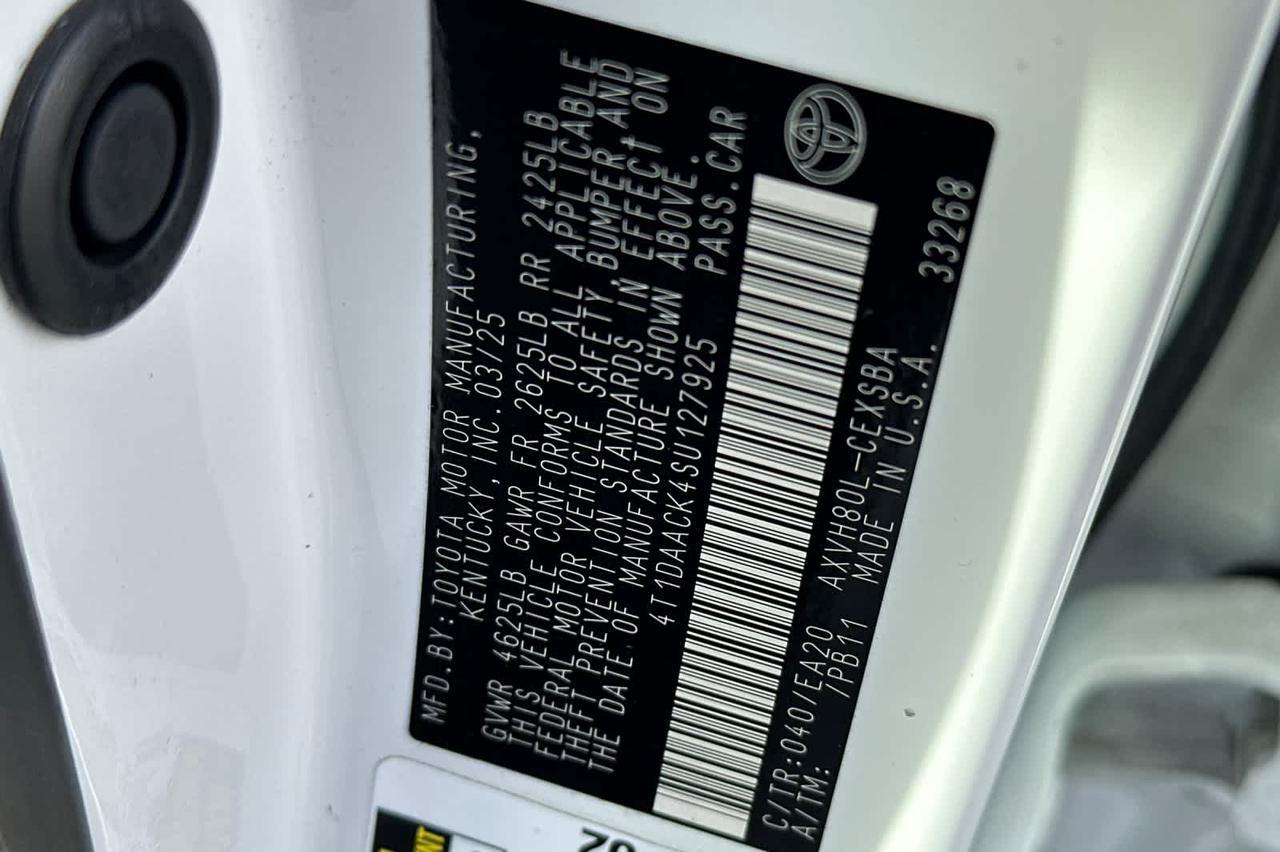 MFD.BY:TOYOTA MOTOR MANUFACTURING,
KENTUCKY,INC.03/25
GVWR 4625LB GAWR FR 2625LB RR 2425LB
THIS VEHICLE CONFORMS TO ALL APPLICABLE
FEDERAL MOTOR VEHICLE SAFETY,BUMPER AND
THEFT PREVENTION STANDARDS IN EFFECT ON
THE DATE OF MANUFACTURE SHOWN ABOVE.
4T1DAACK4SU127925 PASS.CAR
C/TR:040/EA20 AXVH80L-CEXSBA
A/TM: /PB11 MADE IN U.S.A. 33268